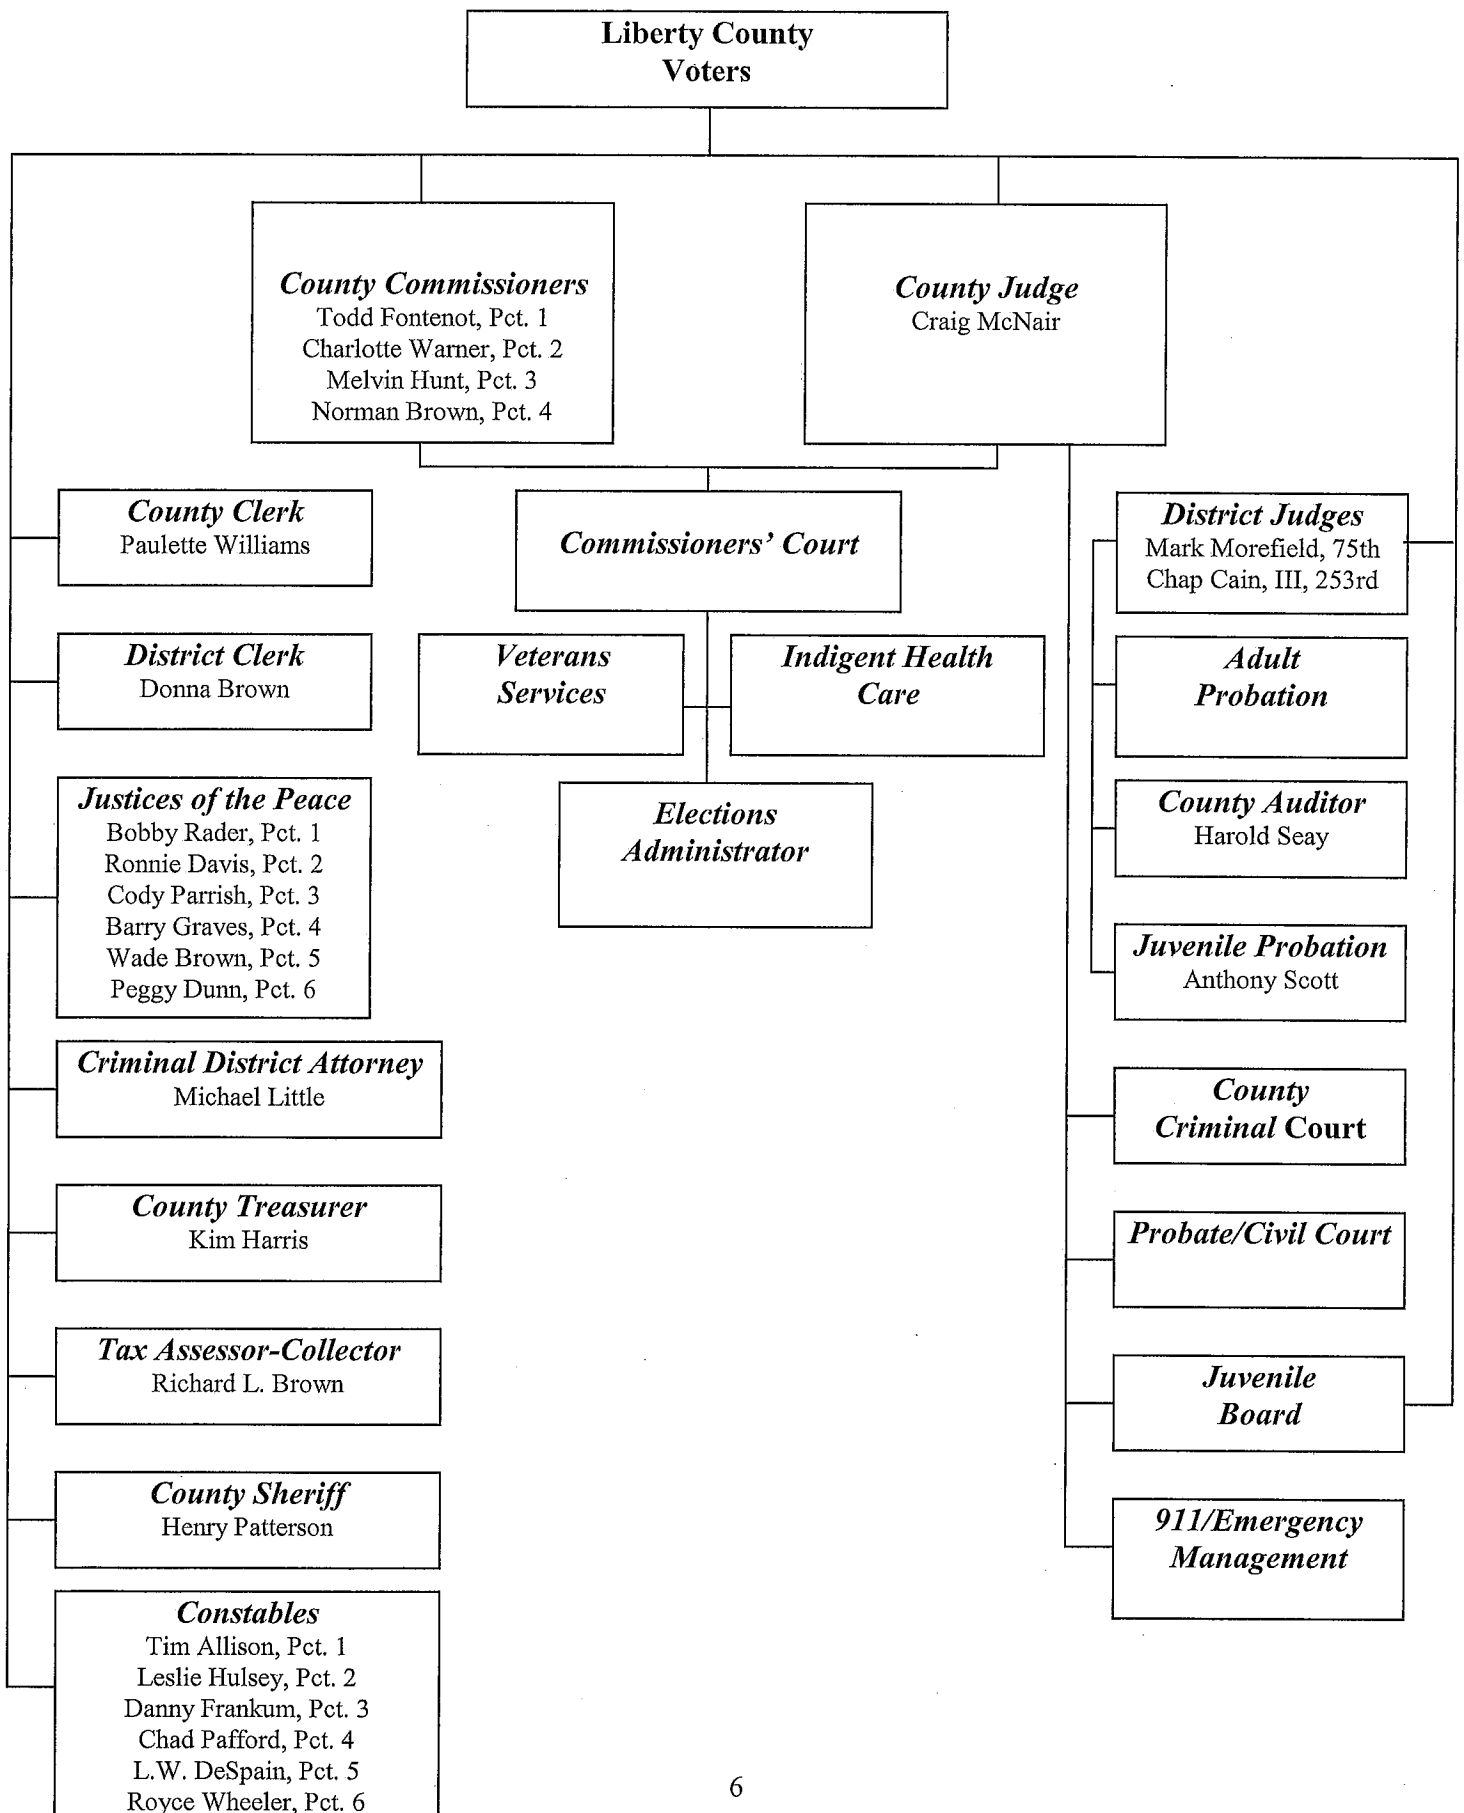 Liberty County
Voters
County Commissioners
Todd Fontenot, Pct. 1
Charlotte Warner, Pct. 2
Melvin Hunt, Pct. 3
Norman Brown, Pct. 4
County Judge
Craig McNair
County Clerk
Paulette Williams
District Clerk
Donna Brown
Justices of the Peace
Bobby Rader, Pct. 1
Ronnie Davis, Pct. 2
Cody Parrish, Pct. 3
Barry Graves, Pct. 4
Wade Brown, Pct. 5
Peggy Dunn, Pct. 6
Criminal District Attorney
Michael Little
County Treasurer
Kim Harris
Tax Assessor-Collector
Richard L. Brown
County Sheriff
Henry Patterson
Constables
Tim Allison, Pct. 1
Leslie Hulsey, Pct. 2
Danny Frankum, Pct. 3
Chad Pafford, Pct. 4
L.W. DeSpain, Pct. 5
Royce Wheeler, Pct. 6
Commissioners' Court
Veterans
Services
Indigent Health
Care
Elections
Administrator
District Judges
Mark Morefield, 75th
Chap Cain, III, 253rd
Adult
Probation
County Auditor
Harold Seay
Juvenile Probation
Anthony Scott
County
Criminal Court
Probate/Civil Court
Juvenile
Board
911/Emergency
Management
6